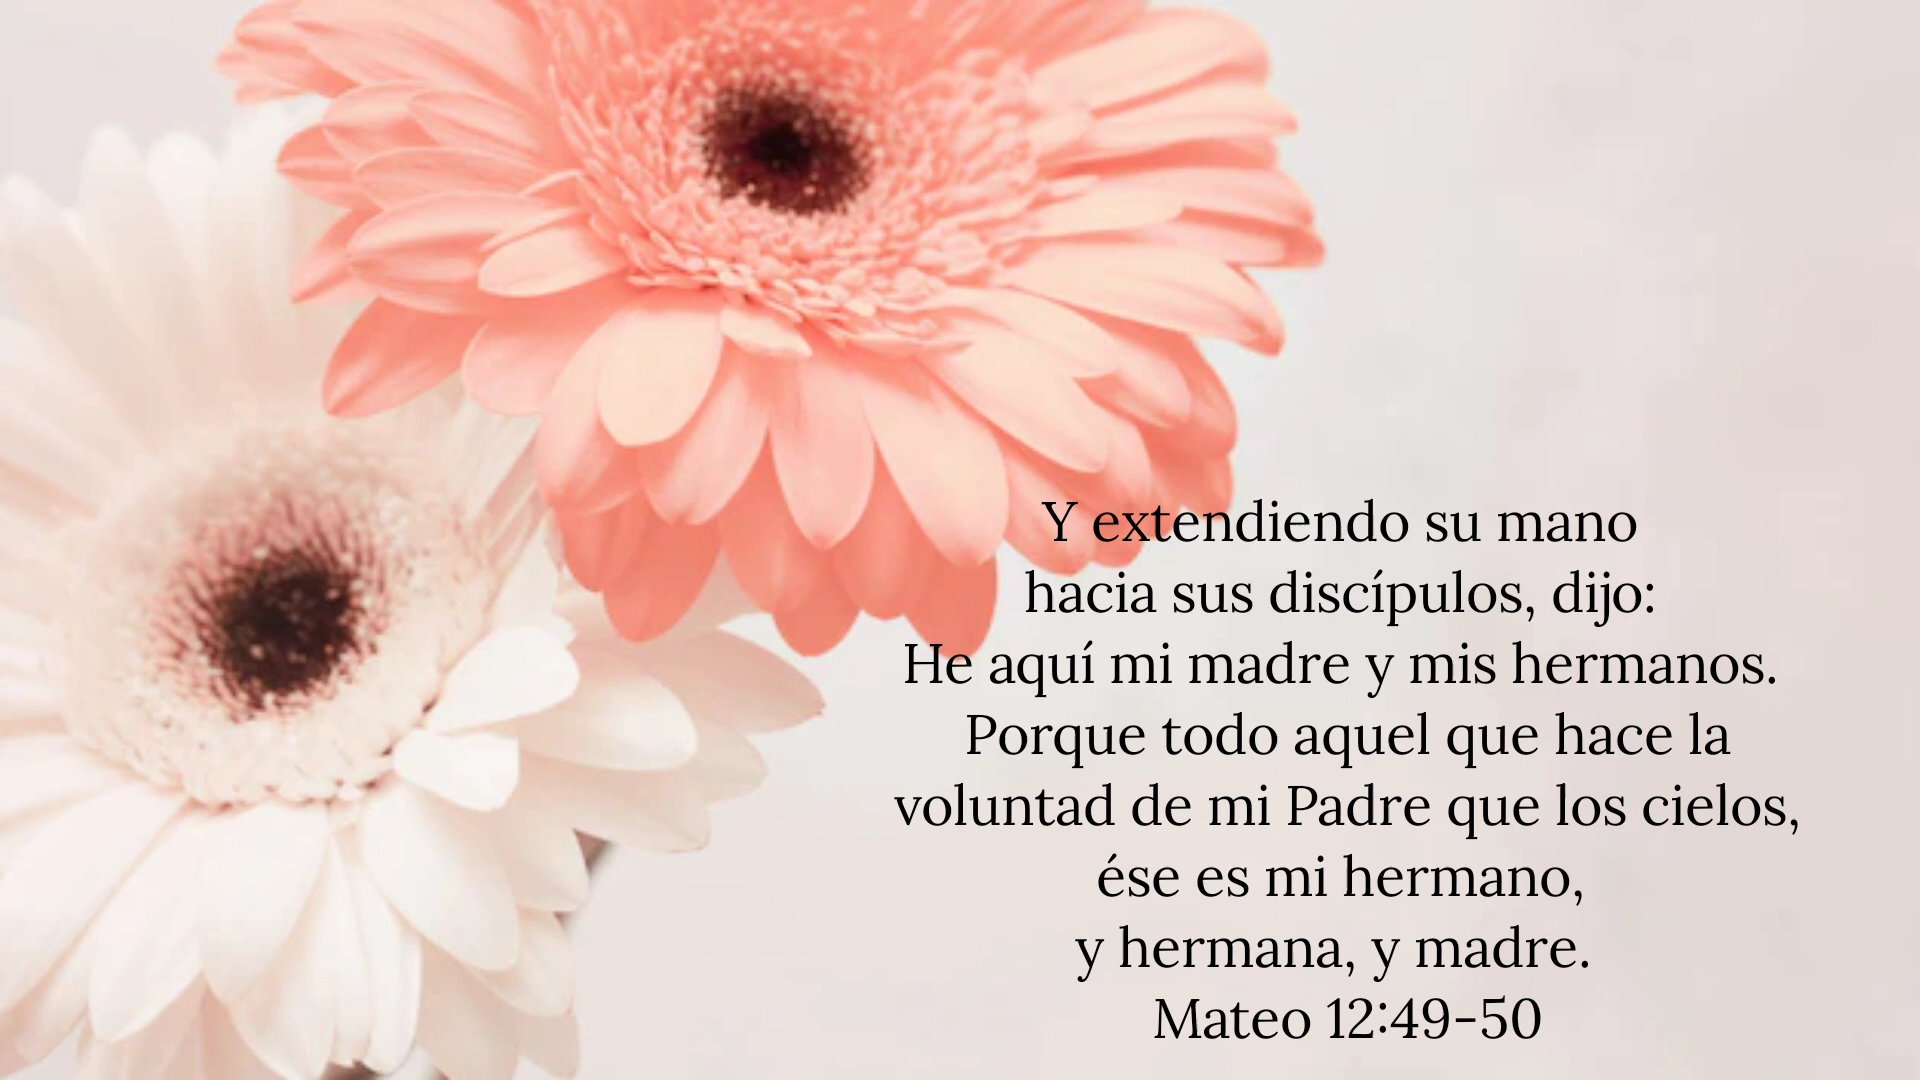 Y extendiendo su mano
hacia sus discípulos, dijo:
He aquí mi madre y mis hermanos.
Porque todo aquel que hace la
voluntad de mi Padre que los cielos,
ése es mi hermano,
y hermana, y madre.
Mateo 12:49-50